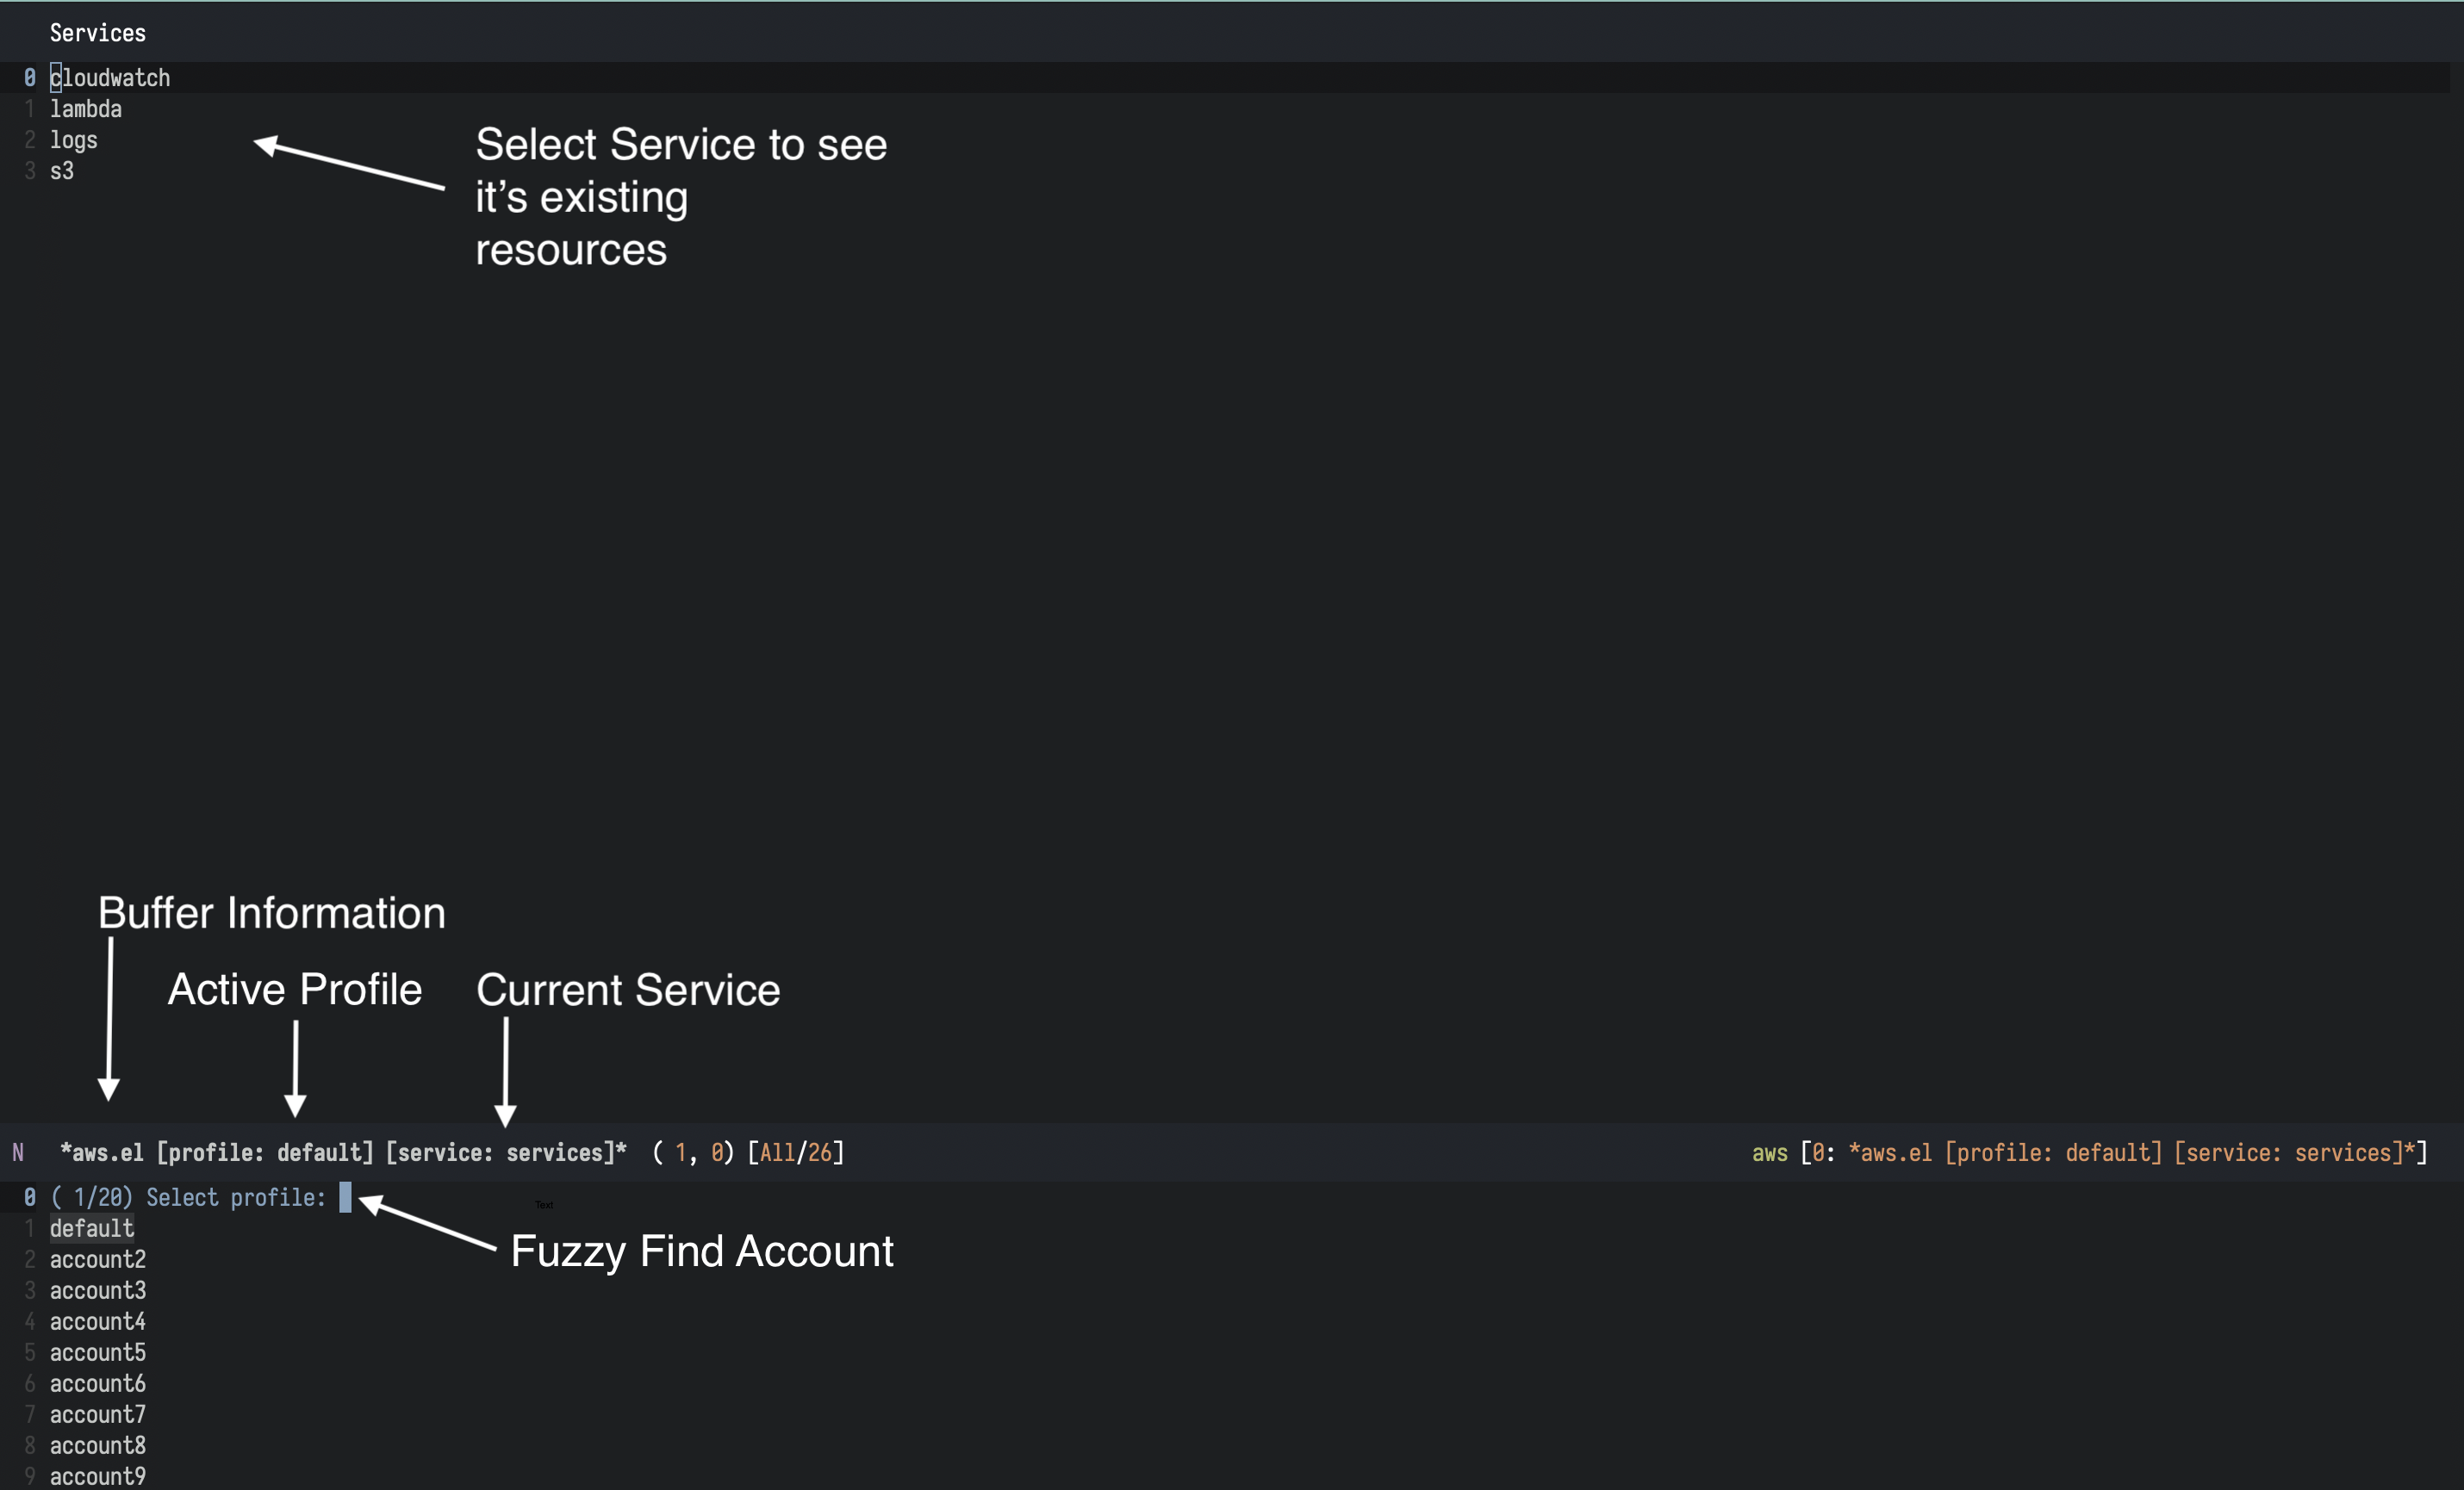 Services
0 cloudwatch
1 lambda
2 logs
3 s3
Select Service to see
it’s existing
resources
Buffer Information
Active Profile
Current Service
N *aws.el [profile: default] [service: services]* ( 1, 0) [All/26]
aws [0: *aws.el [profile: default] [service: services]*]
0 ( 1/20) Select profile:
Text
Fuzzy Find Account
1 default
2 account2
3 account3
4 account4
5 account5
6 account6
7 account7
8 account8
9 account9